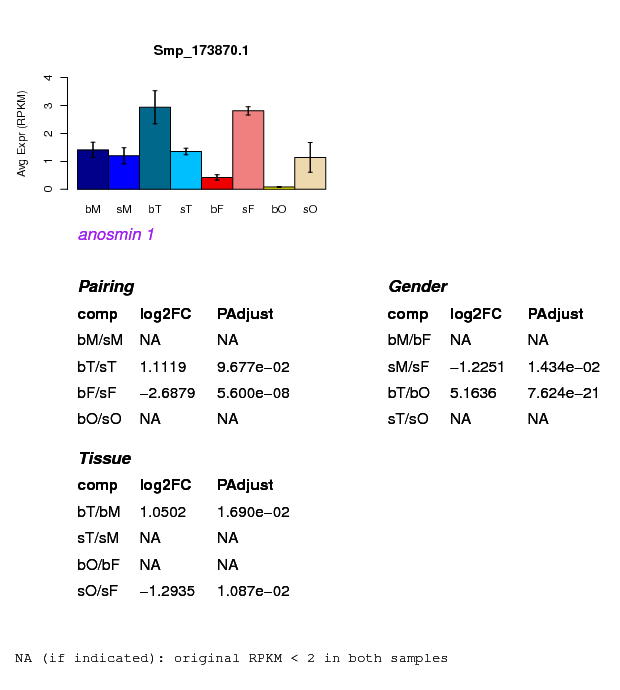 Smp_173870.1
Avg Expr (RPKM)
4
3
2
1
0
bM sM bT sT bF sF bO sO
anosmin 1
Pairing
comp log2FC PAdjust
bM/sM NA NA
bT/sT 1.1119 9.677e−02
bF/sF −2.6879 5.600e−08
bO/sO NA NA
Gender
comp log2FC PAdjust
bM/bF NA NA
sM/sF −1.2251 1.434e−02
bT/bO 5.1636 7.624e−21
sT/sO NA NA
Tissue
comp log2FC PAdjust
bT/bM 1.0502 1.690e−02
sT/sM NA NA
bO/bF NA NA
sO/sF −1.2935 1.087e−02
NA (if indicated): original RPKM < 2 in both samples